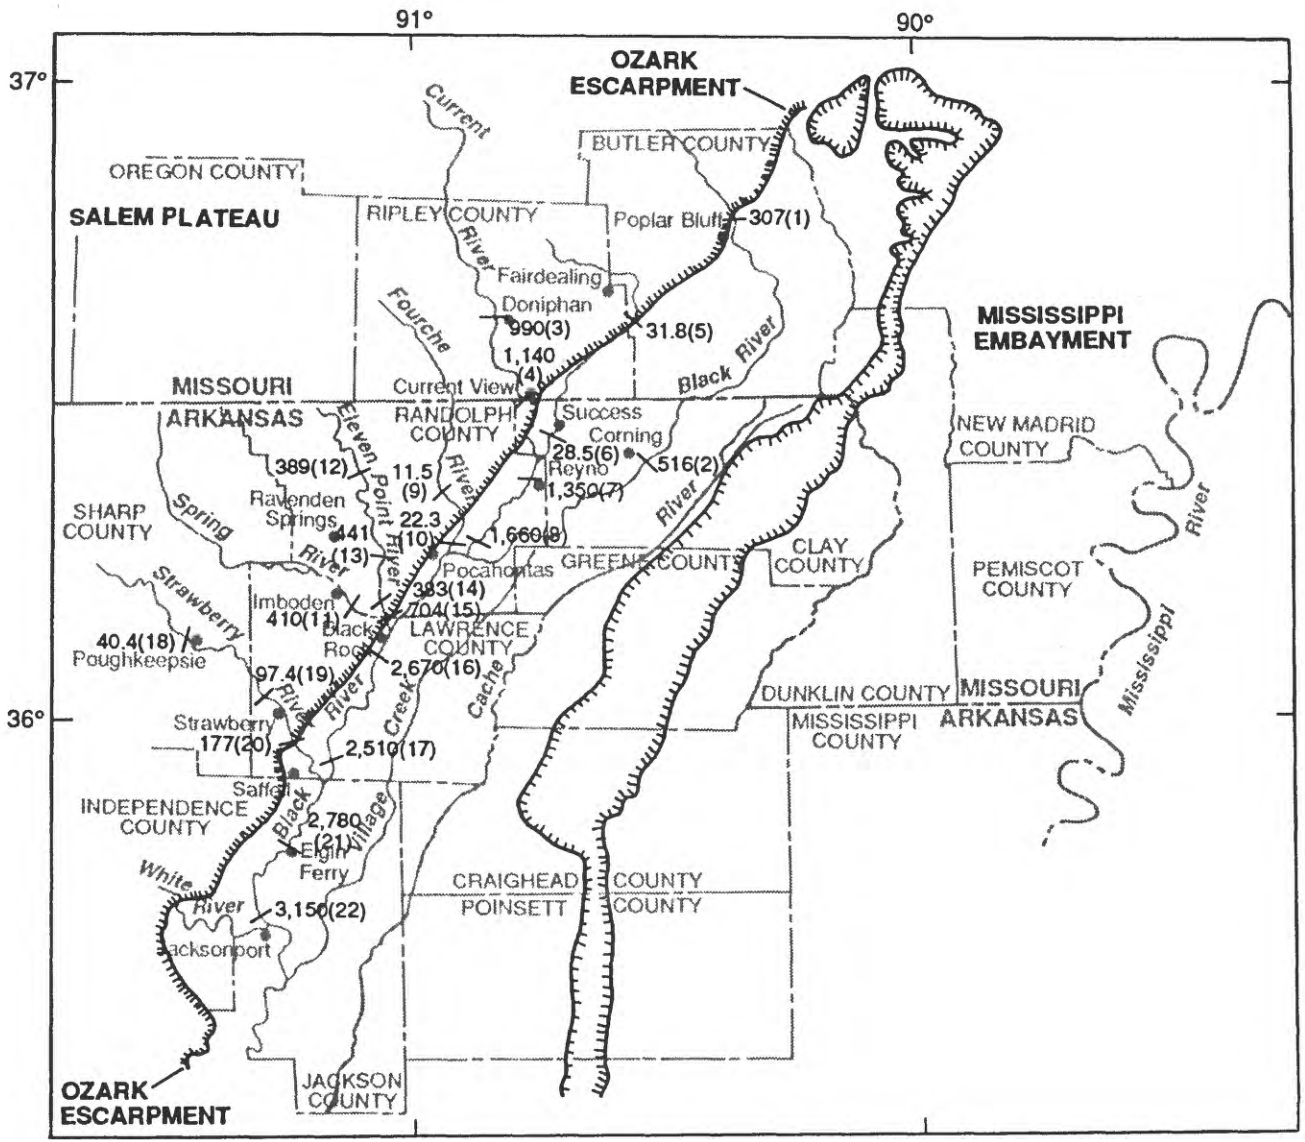 91°
90°
37°
OZARK
ESCARPMENT
Current
BUTLER COUNTY
OREGON COUNTY
SALEM PLATEAU
RIPLEY COUNTY
Poplar Bluff
307(1)
River
Fairdealing
Fourche
Doniphan
990(3)
31.8(5)
MISSISSIPPI
EMBAYMENT
1,140
(4)
Black River
MISSOURI
Current View
ARKANSAS
Eleven Point River
RANDOLPH
COUNTY
Success
Corning
NEW MADRID
COUNTY
28.5(6)
516(2)
389(12)
11.5
(9)
River
Reyno
1,350(7)
Ravenden
Springs
Spring
River
SHARP
COUNTY
441
(13)
22.3
(10)
1,660(8)
River
River
CLAY
COUNTY
GREENE COUNTY
Pocahontas
PEMISCOT
COUNTY
Strawberry
Imboden
410(11)
383(14)
704(15)
Black
Rock
LAWRENCE
COUNTY
40.4(18)
Poughkeepsie
2,670(16)
97.4(19)
River
River
Creek
Cache
Mississippi
DUNKLIN COUNTY
MISSOURI
ARKANSAS
36°
Strawberry
177(20)
MISSISSIPPI
COUNTY
2,510(17)
Saffell
INDEPENDENCE
COUNTY
Black
2,780
(21)
Village
Elgin
Ferry
White
River
CRAIGHEAD COUNTY
POINSETT COUNTY
3,150(22)
Jacksonport
JACKSON
COUNTY
OZARK
ESCARPMENT